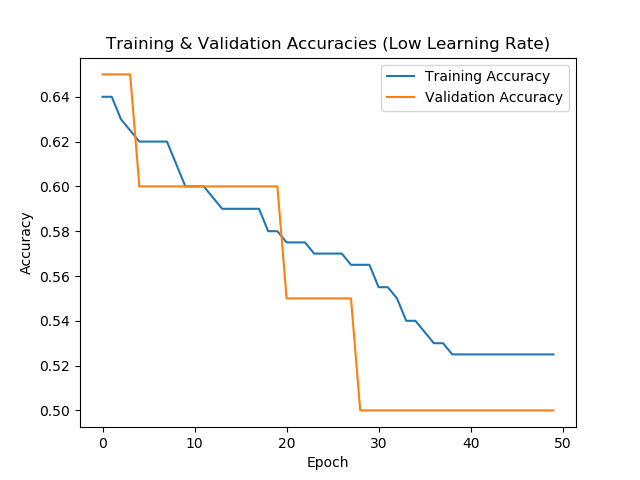 Training & Validation Accuracies (Low Learning Rate)
Training Accuracy
Validation Accuracy
0.64
0.62
0.60
0.58
0.56
0.54
0.52
0.50
Accuracy
0 10 20 30 40 50
Epoch